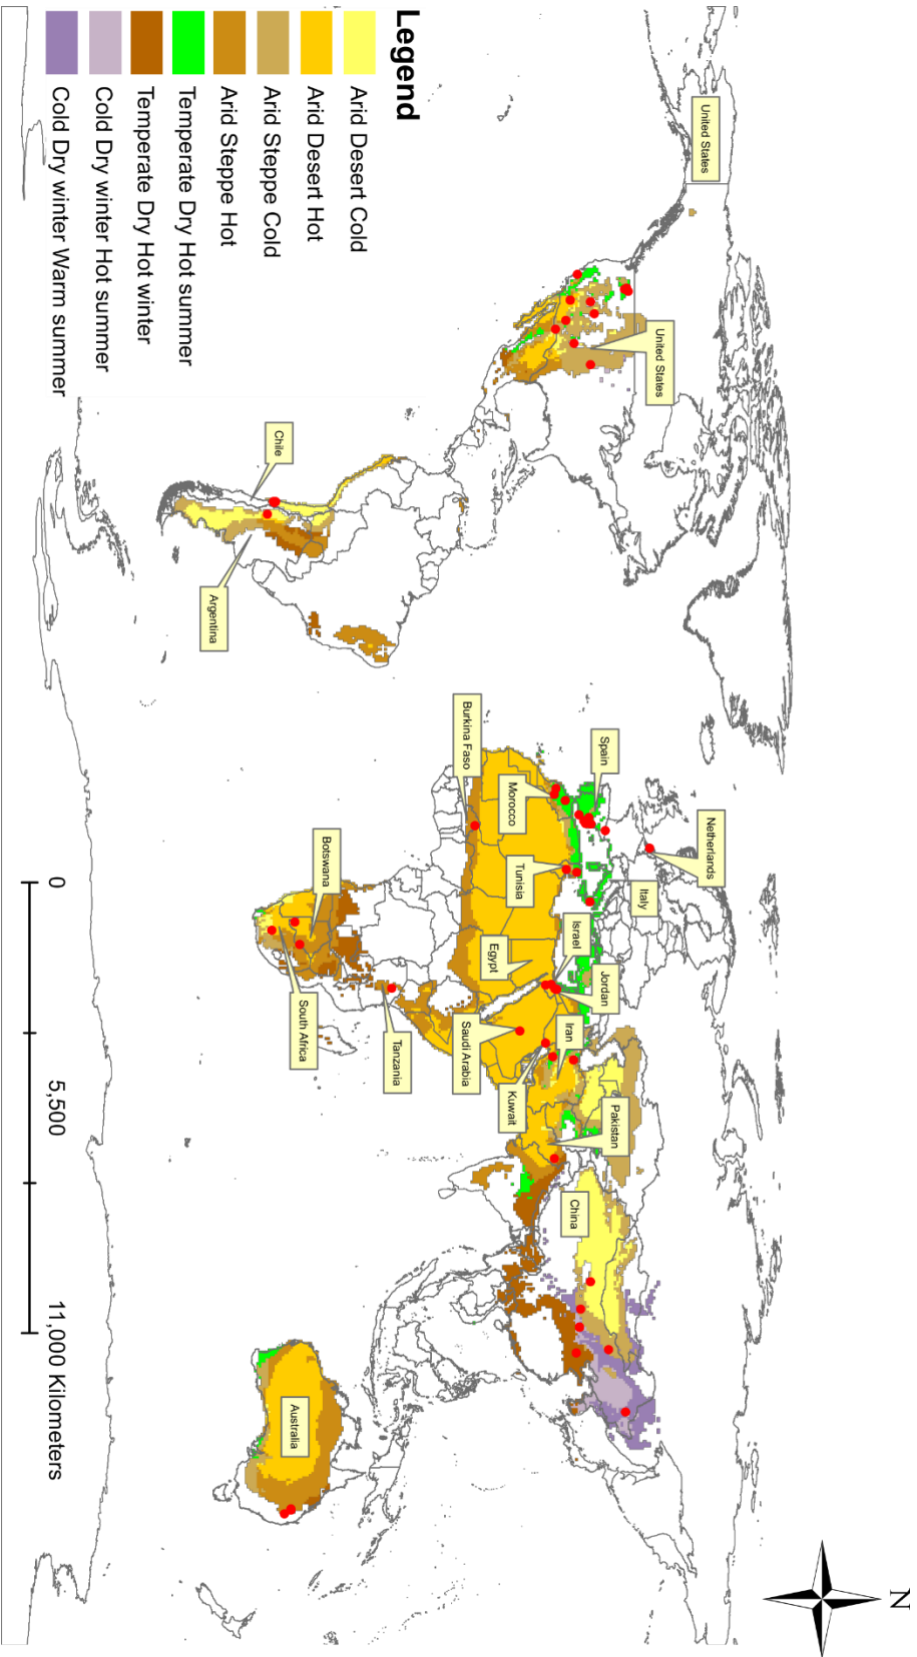 N
United States
United States
Chile
Argentina
Spain
Netherlands
Italy
Morocco
Burkina Faso
Tunisia
Egypt
Israel
Jordan
Iran
Saudi Arabia
Kuwait
Pakistan
China
Botswana
South Africa
Tanzania
Australia
Legend
Arid Desert Cold
Arid Desert Hot
Arid Steppe Cold
Arid Steppe Hot
Temperate Dry Hot summer
Temperate Dry Hot winter
Cold Dry winter Hot summer
Cold Dry winter Warm summer
0 5,500 11,000 Kilometers